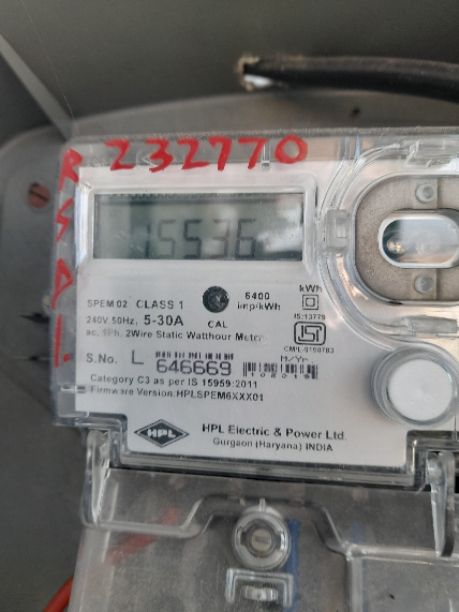 232770
15536
kWh
SPEM 02 CLASS 1
6400
imp/kWh
240V, 50Hz, 5-30A
CAL
IS:13779
ac, 1Ph, 2Wire Static Watthour Meter
M/Yr
S.No. L 646669
102019
Category C3 as per IS 15959:2011
Firmware Version:HPLSPEM6XXX01
HPL
HPL Electric & Power Ltd.
Gurgaon (Haryana) INDIA